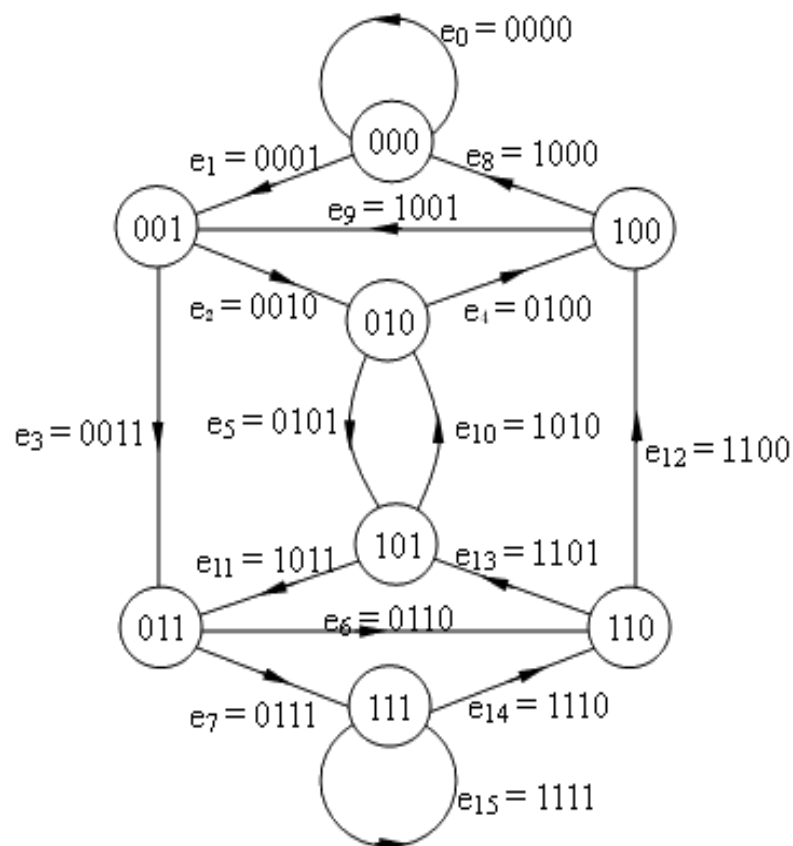 e₀ = 0000
000
e₁ = 0001
e₈ = 1000
001
e₉ = 1001
100
e₂ = 0010
010
e₄ = 0100
e₃ = 0011
e₅ = 0101
e₁₀ = 1010
e₁₂ = 1100
101
e₁₁ = 1011
e₁₃ = 1101
011
e₆ = 0110
110
e₇ = 0111
111
e₁₄ = 1110
e₁₅ = 1111